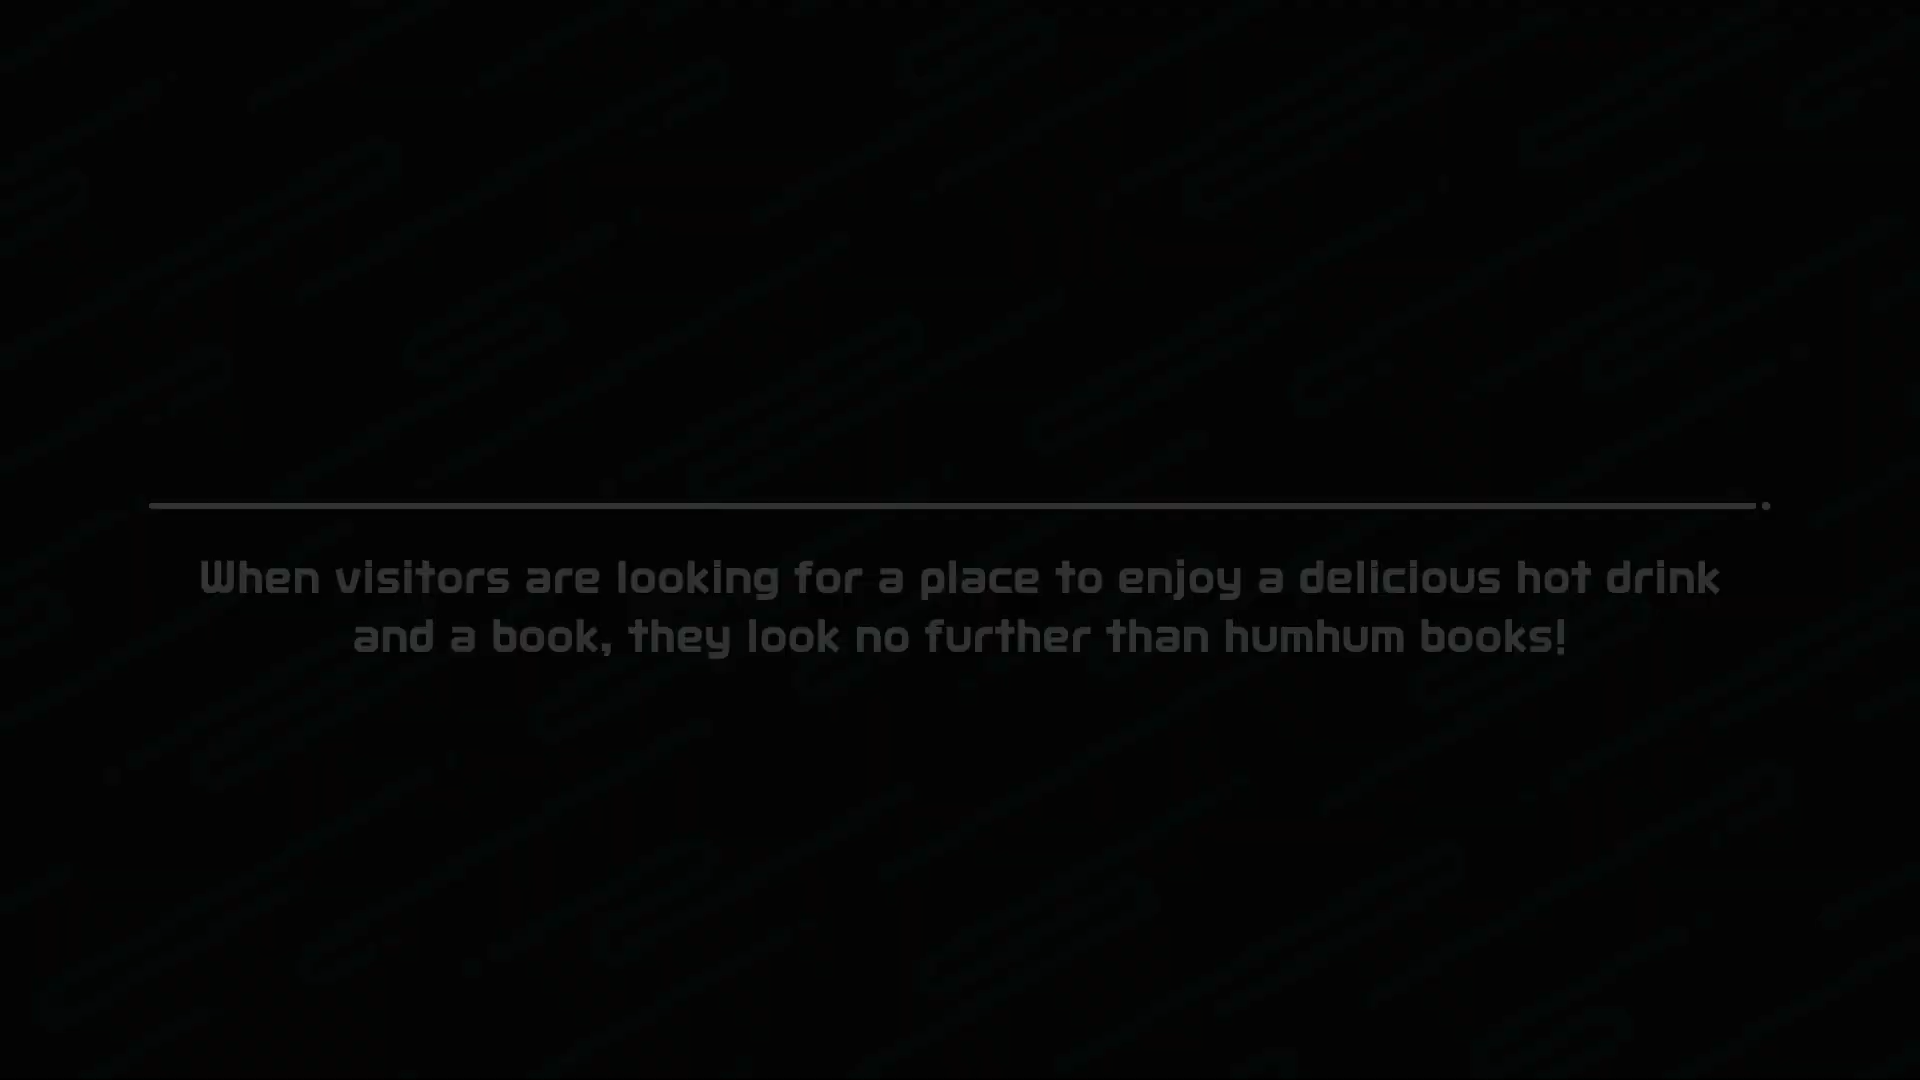 When visitors are looking for a place to enjoy a delicious hot drink
and a book, they look no further than humhum books!